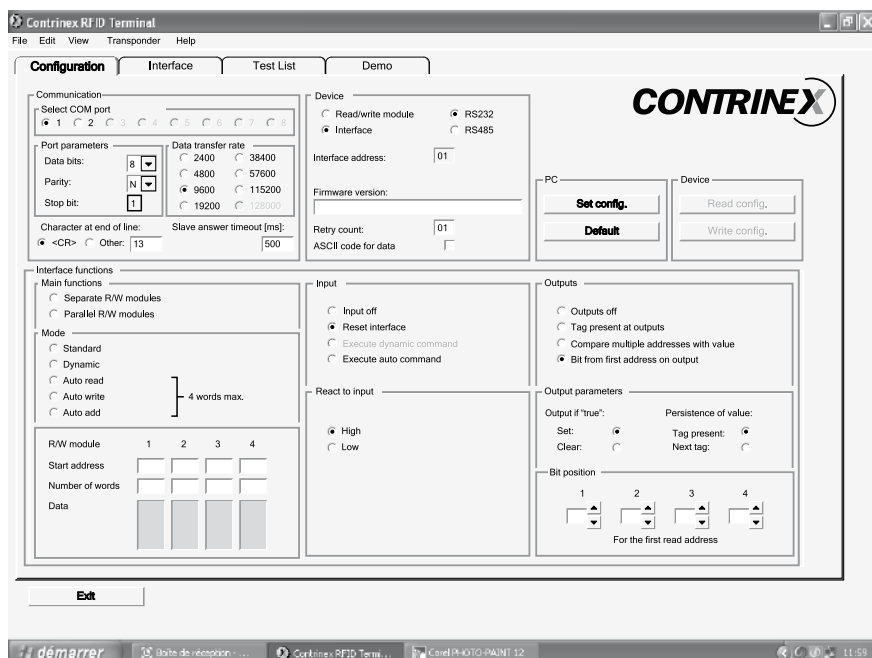 Contrinex RFID Terminal
File Edit View Transponder Help
Configuration Interface Test List Demo
Communication
Select COM port
1 2 3 4 5 6 7 8
Port parameters
Data bits: 8
Parity: N
Stop bit: 1
Data transfer rate
2400 38400
4800 57600
9600 115200
19200 128000
Character at end of line:
<CR> Other: 13
Slave answer timeout [ms]:
500
Device
Read/write module RS232
Interface RS485
Interface address: 01
Firmware version:
Retry count: 01
ASCII code for data
CONTRINEX
PC
Set config.
Default
Device
Read config.
Write config.
Interface functions
Main functions
Separate R/W modules
Parallel R/W modules
Mode
Standard
Dynamic
Auto read
Auto write
Auto add
4 words max.
R/W module 1 2 3 4
Start address
Number of words
Data
Input
Input off
Reset interface
Execute dynamic command
Execute auto command
React to input
High
Low
Outputs
Outputs off
Tag present at outputs
Compare multiple addresses with value
Bit from first address on output
Output parameters
Output if "true": Persistence of value:
Set: Tag present:
Clear: Next tag:
Bit position
1 2 3 4
For the first read address
Exit
démarrer Boîte de réception - ... Contrinex RFID Termi... Corel PHOTO-PAINT 12 11:59